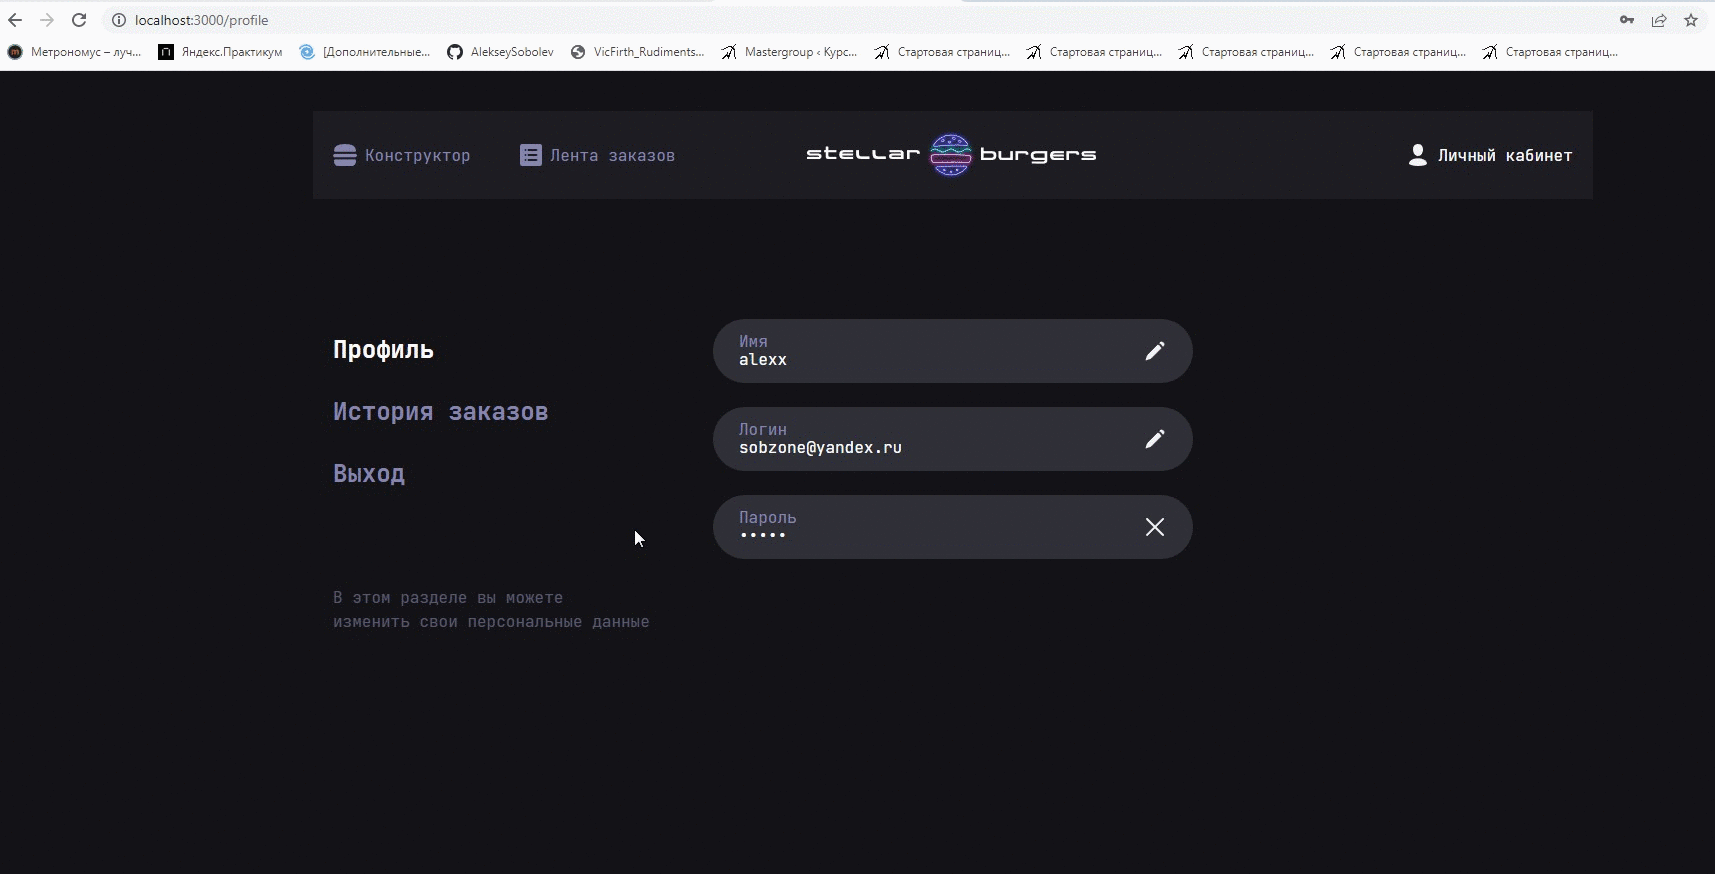 localhost:3000/profile
Метрономус – луч...
Яндекс.Практикум
[Дополнительные...
AlekseySobolev
VicFirth_Rudiments...
Mastergroup ‹ Курс...
Стартовая страниц...
Стартовая страниц...
Стартовая страниц...
Стартовая страниц...
Стартовая страниц...
Конструктор
Лента заказов
stellar burgers
Личный кабинет
Профиль
История заказов
Выход
В этом разделе вы можете
изменить свои персональные данные
Имя
alexx
Логин
sobzone@yandex.ru
Пароль
•••••